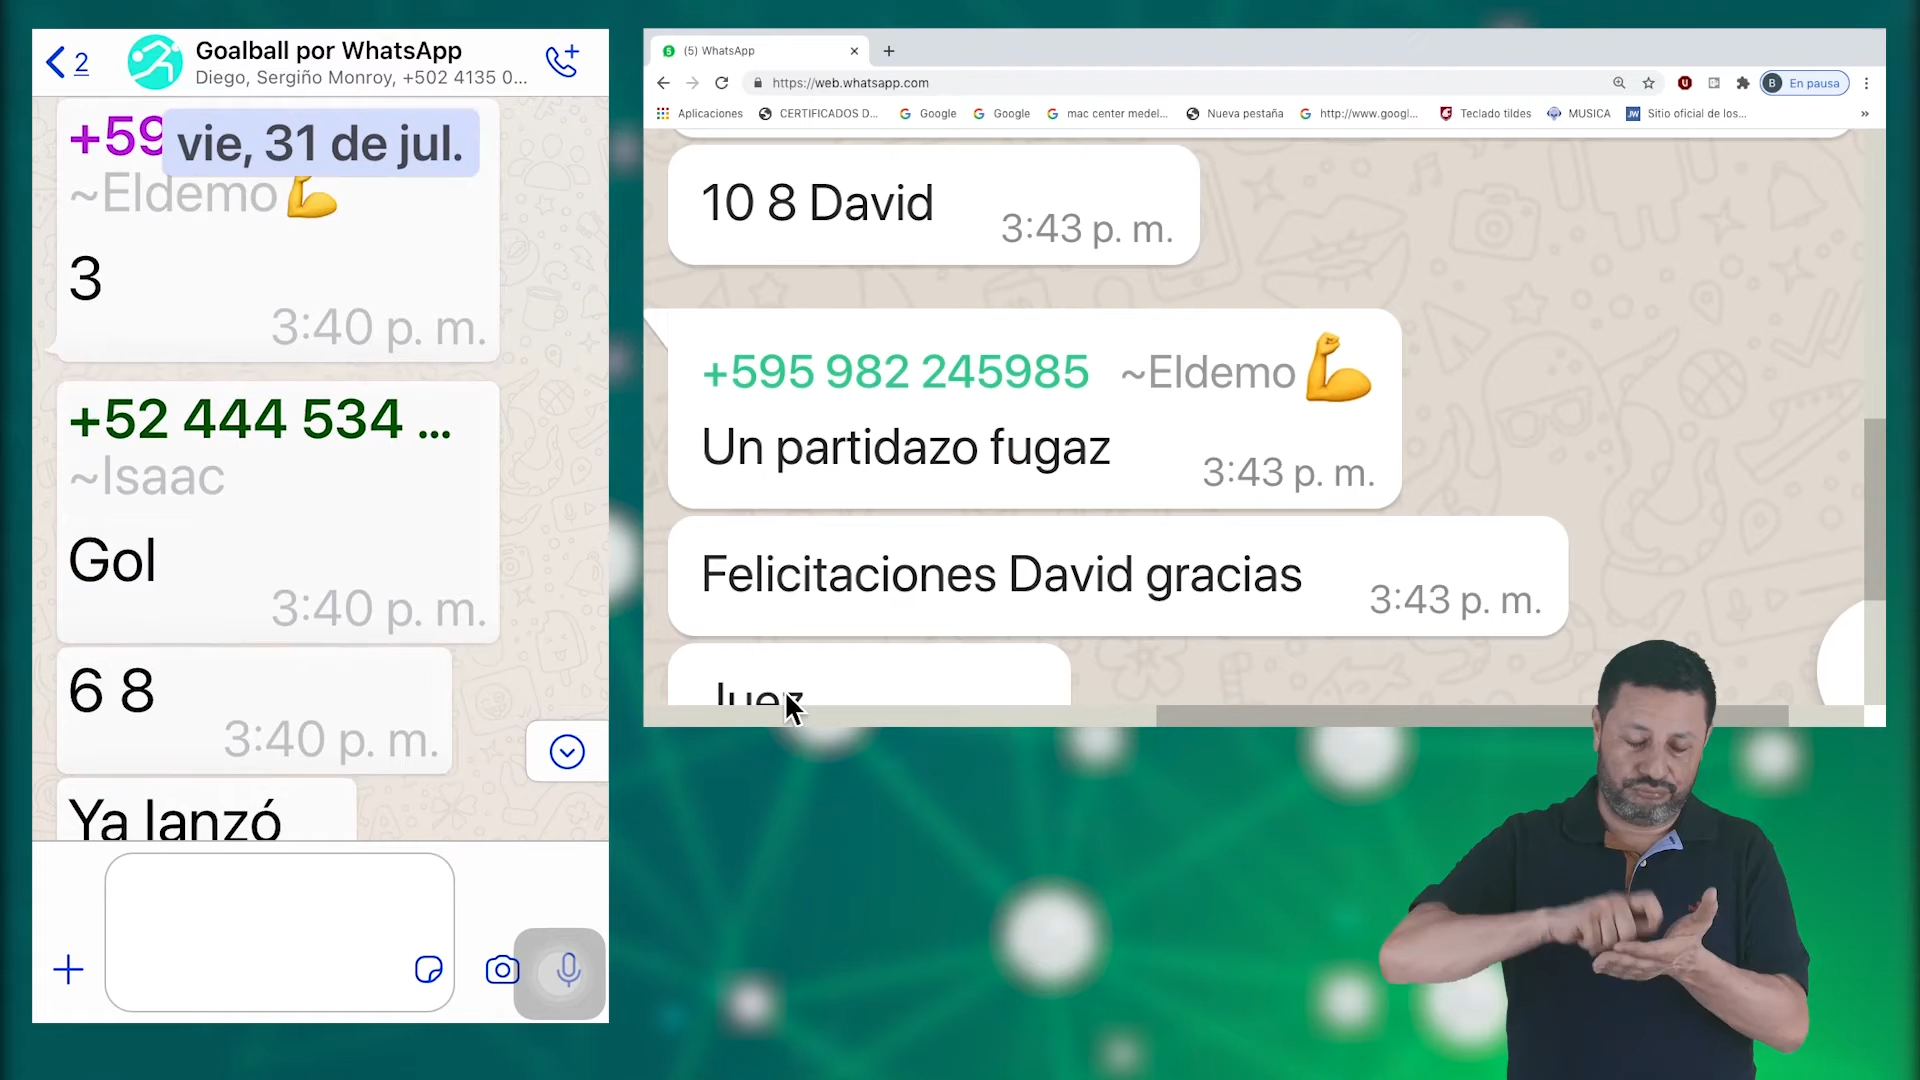 2
Goalball por WhatsApp
Diego, Sergiño Monroy, +502 4135 0...
+59
vie, 31 de jul.
~Eldemo💪
3
3:40 p. m.
+52 444 534 ...
~Isaac
Gol
3:40 p. m.
6 8
3:40 p. m.
Ya lanzó
(5) WhatsApp
https://web.whatsapp.com
B En pausa
Aplicaciones CERTIFICADOS D... Google Google mac center medel... Nueva pestaña http://www.googl... Teclado tildes MUSICA JW Sitio oficial de los... »
10 8 David
3:43 p. m.
+595 982 245985 ~Eldemo💪
Un partidazo fugaz
3:43 p. m.
Felicitaciones David gracias
3:43 p. m.
Juez